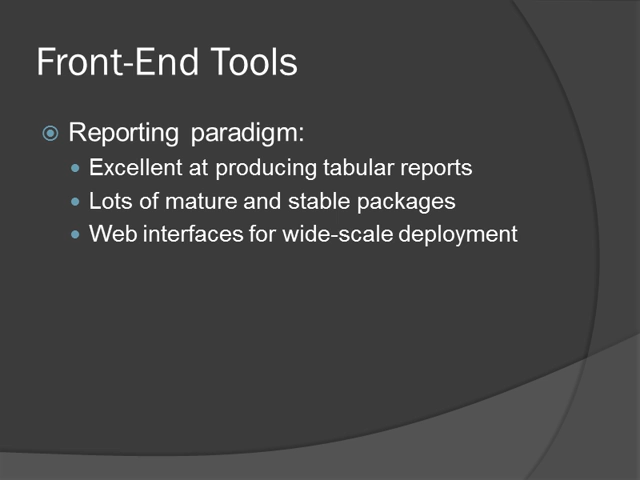 Front-End Tools
Reporting paradigm:
Excellent at producing tabular reports
Lots of mature and stable packages
Web interfaces for wide-scale deployment